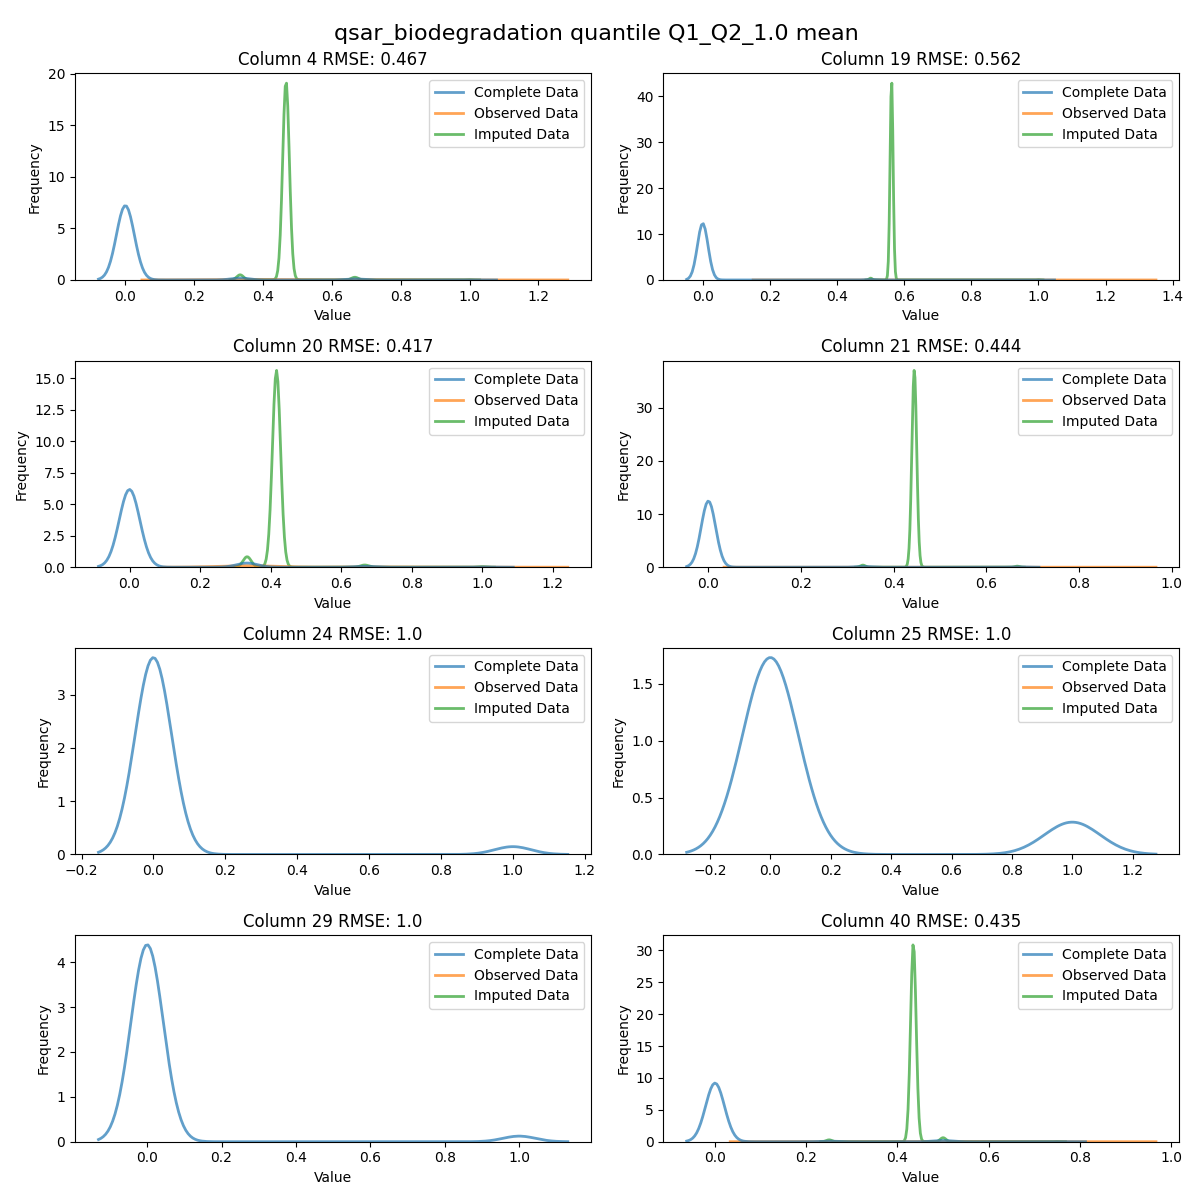 qsar_biodegradation quantile Q1_Q2_1.0 mean
Column 4 RMSE: 0.467
Frequency
20
15
10
5
0
Complete Data
Observed Data
Imputed Data
0.0 0.2 0.4 0.6 0.8 1.0 1.2
Value
Column 19 RMSE: 0.562
Frequency
40
30
20
10
0
Complete Data
Observed Data
Imputed Data
0.0 0.2 0.4 0.6 0.8 1.0 1.2 1.4
Value
Column 20 RMSE: 0.417
Frequency
15.0
12.5
10.0
7.5
5.0
2.5
0.0
Complete Data
Observed Data
Imputed Data
0.0 0.2 0.4 0.6 0.8 1.0 1.2
Value
Column 21 RMSE: 0.444
Frequency
30
20
10
0
Complete Data
Observed Data
Imputed Data
0.0 0.2 0.4 0.6 0.8 1.0
Value
Column 24 RMSE: 1.0
Frequency
3
2
1
0
Complete Data
Observed Data
Imputed Data
−0.2 0.0 0.2 0.4 0.6 0.8 1.0 1.2
Value
Column 25 RMSE: 1.0
Frequency
1.5
1.0
0.5
0.0
Complete Data
Observed Data
Imputed Data
−0.2 0.0 0.2 0.4 0.6 0.8 1.0 1.2
Value
Column 29 RMSE: 1.0
Frequency
4
3
2
1
0
Complete Data
Observed Data
Imputed Data
0.0 0.2 0.4 0.6 0.8 1.0
Value
Column 40 RMSE: 0.435
Frequency
30
25
20
15
10
5
0
Complete Data
Observed Data
Imputed Data
0.0 0.2 0.4 0.6 0.8 1.0
Value